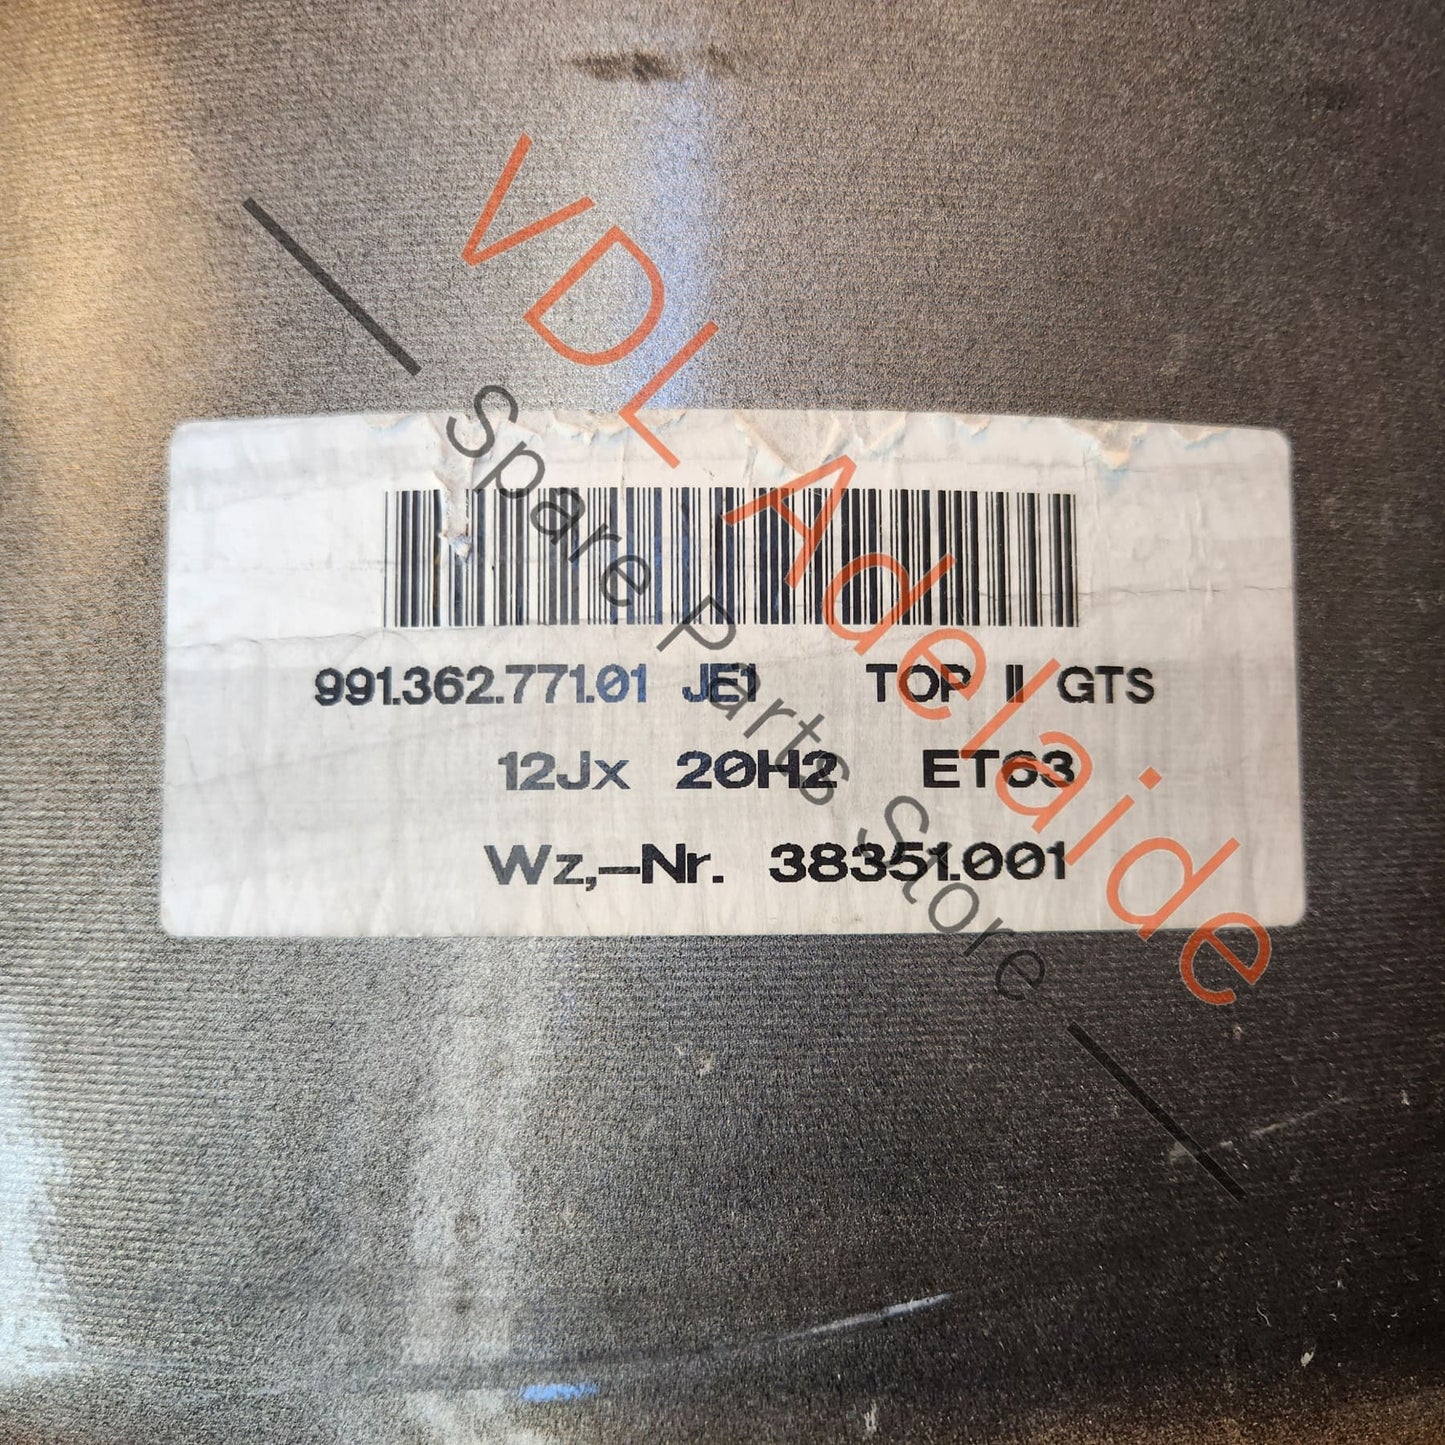 VDL Adelaide
Spare Parts Store
991.362.771.01 JE1 TOP II GTS
12Jx 20H2 ET63
Wz,-Nr. 38351.001